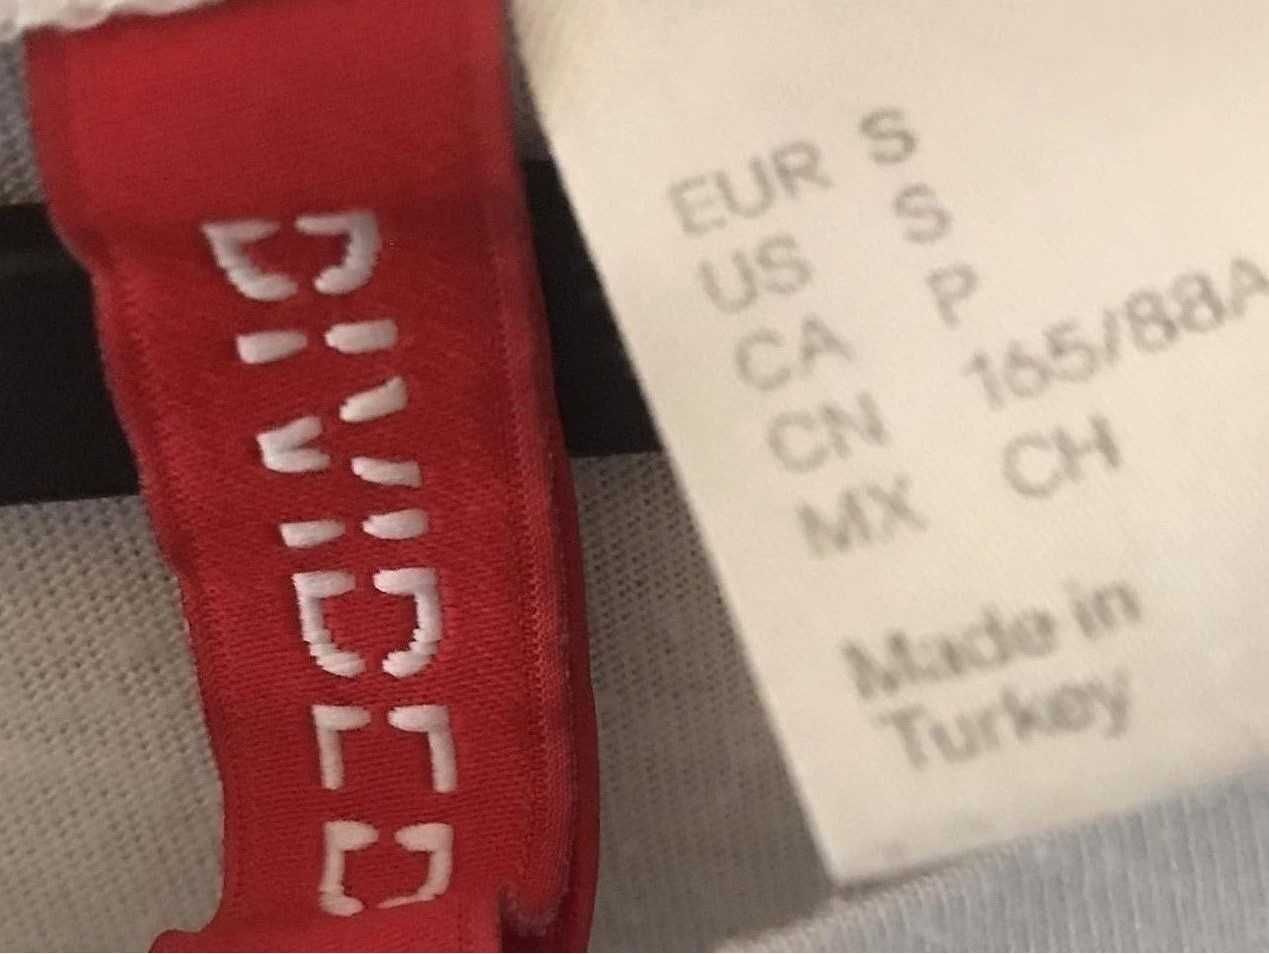 DIVIDED
EUR S
US S
CA P
CN 165/88A
MX CH
Made in
Turkey